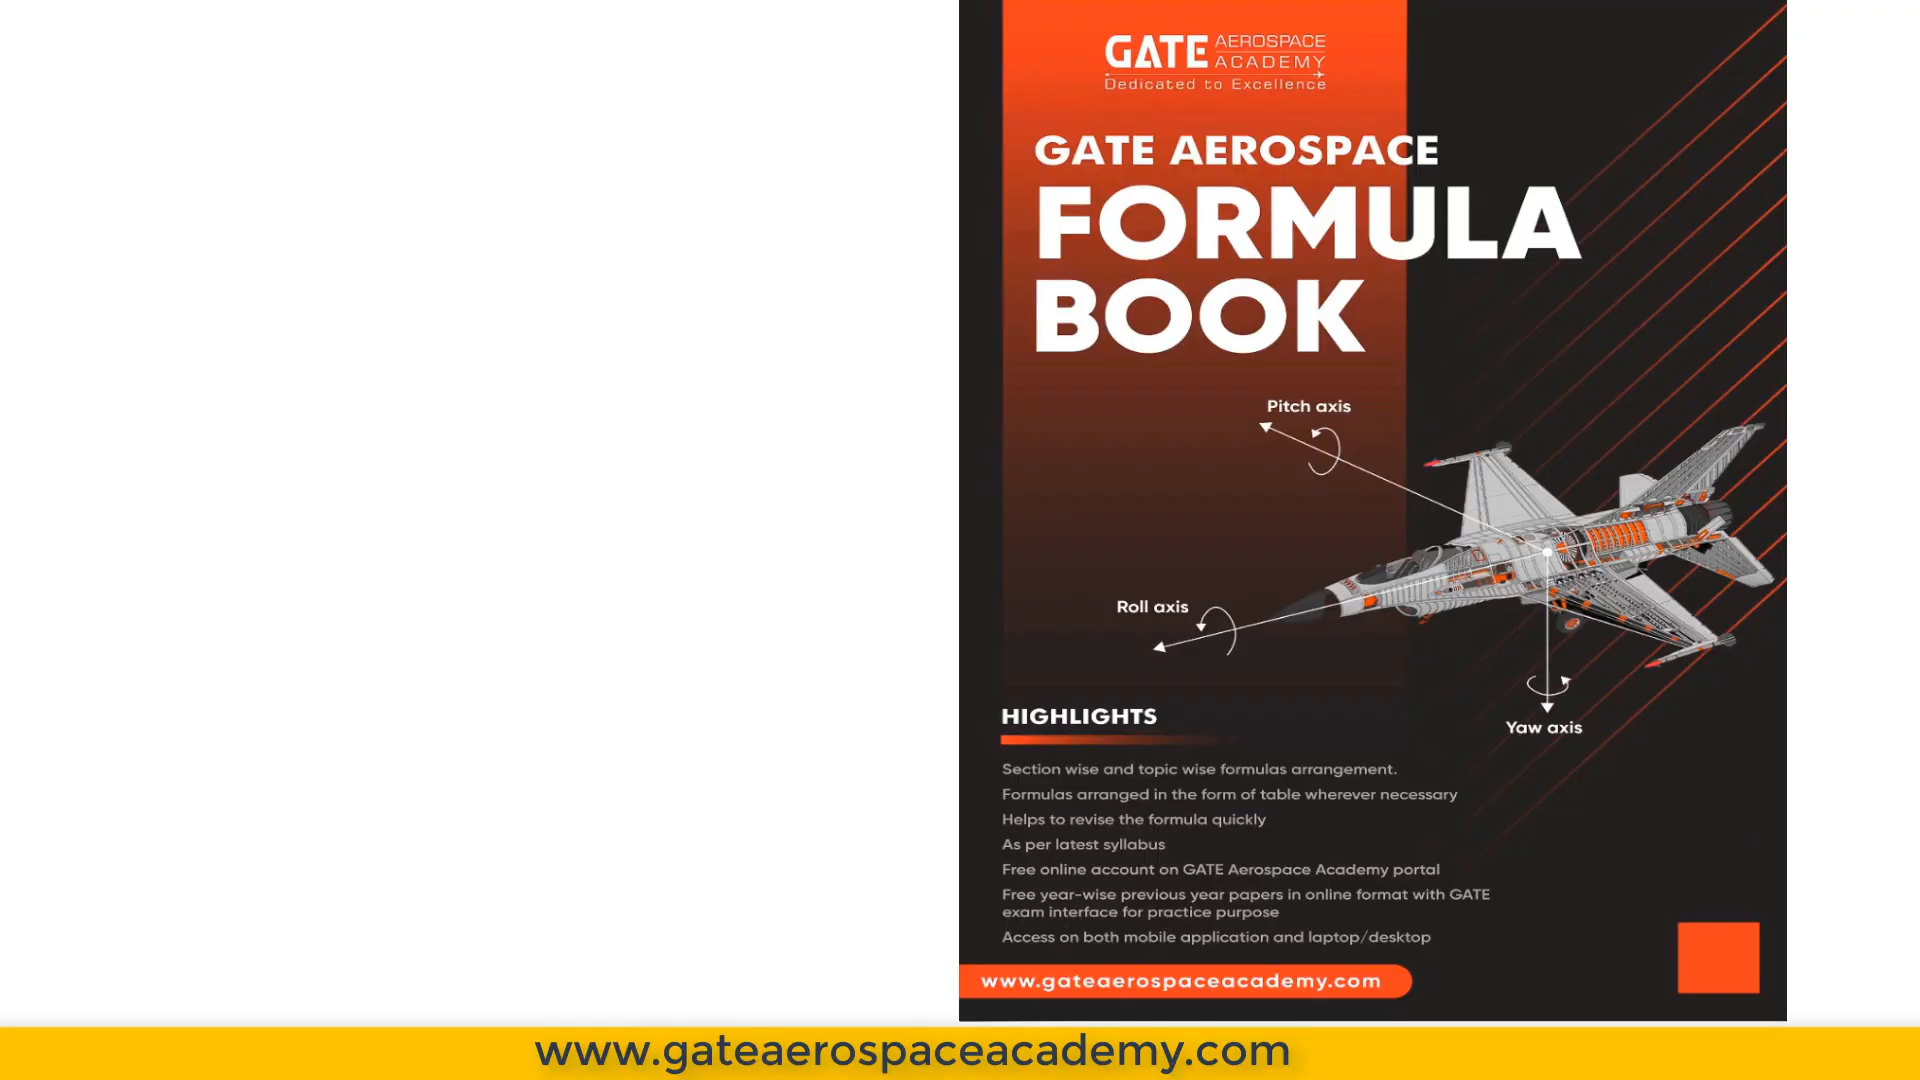 GATE AEROSPACE
ACADEMY
Dedicated to Excellence
GATE AEROSPACE
FORMULA
BOOK
Pitch axis
Roll axis
Yaw axis
HIGHLIGHTS
Section wise and topic wise formulas arrangement.
Formulas arranged in the form of table wherever necessary
Helps to revise the formula quickly
As per latest syllabus
Free online account on GATE Aerospace Academy portal
Free year-wise previous year papers in online format with GATE
exam interface for practice purpose
Access on both mobile application and laptop/desktop
www.gateaerospaceacademy.com
www.gateaerospaceacademy.com